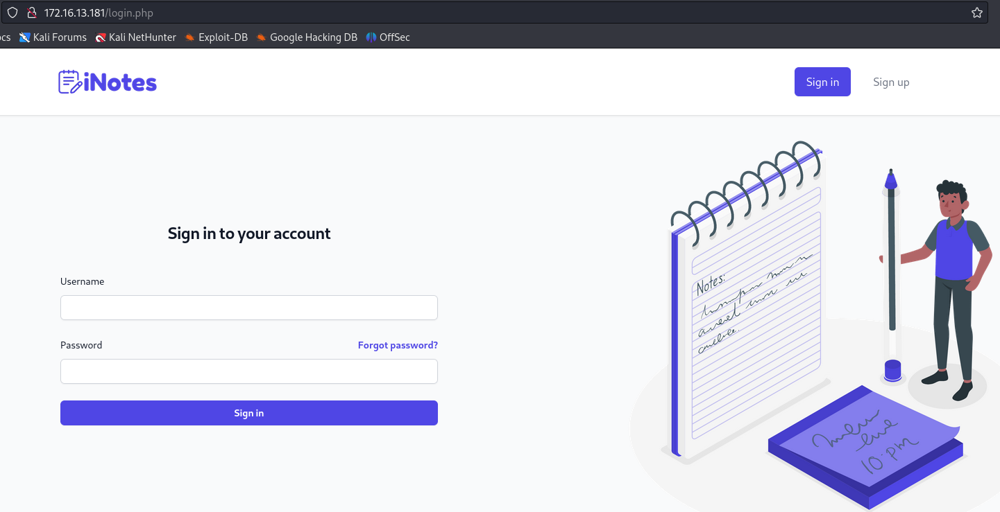 172.16.13.181/login.php
ocs Kali Forums Kali NetHunter Exploit-DB Google Hacking DB OffSec
iNotes
Sign in Sign up
Sign in to your account
Username
Password Forgot password?
Sign in
Notes:
10:pm